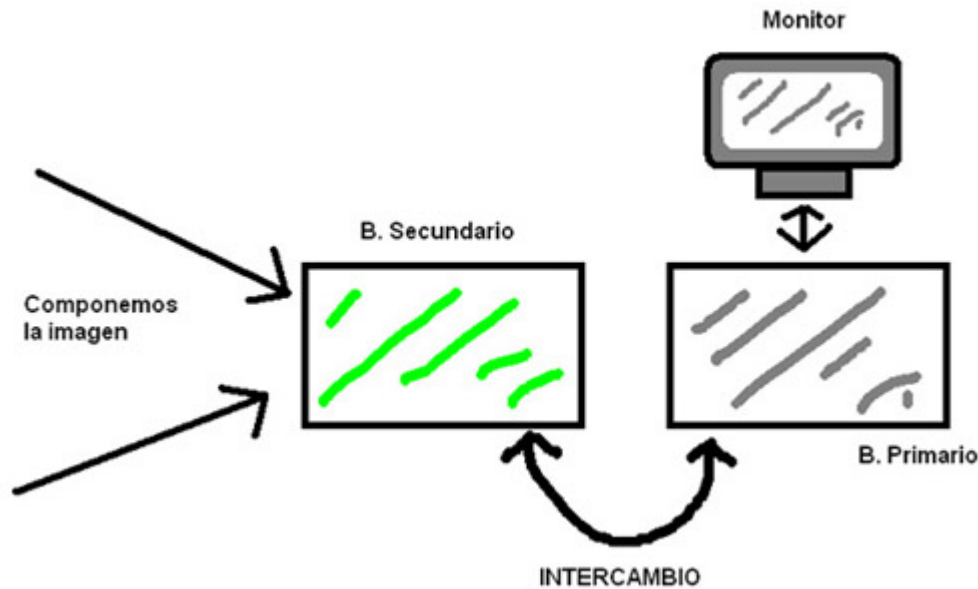 Monitor
B. Secundario
Componemos
la imagen
B. Primario
INTERCAMBIO